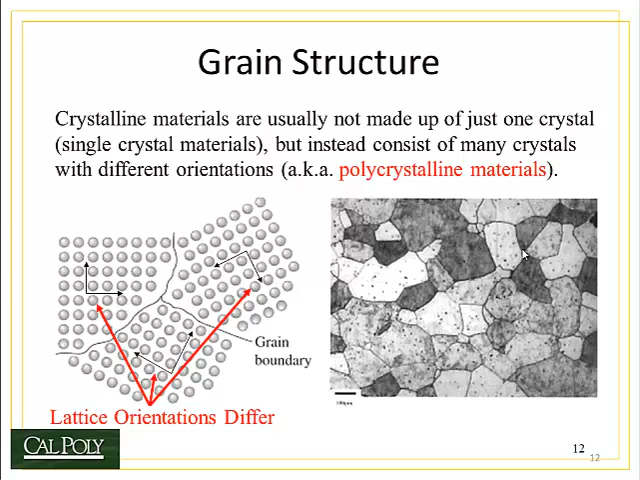 Grain Structure
Crystalline materials are usually not made up of just one crystal
(single crystal materials), but instead consist of many crystals
with different orientations (a.k.a. polycrystalline materials).
Grain
boundary
Lattice Orientations Differ
CAL POLY
12
12